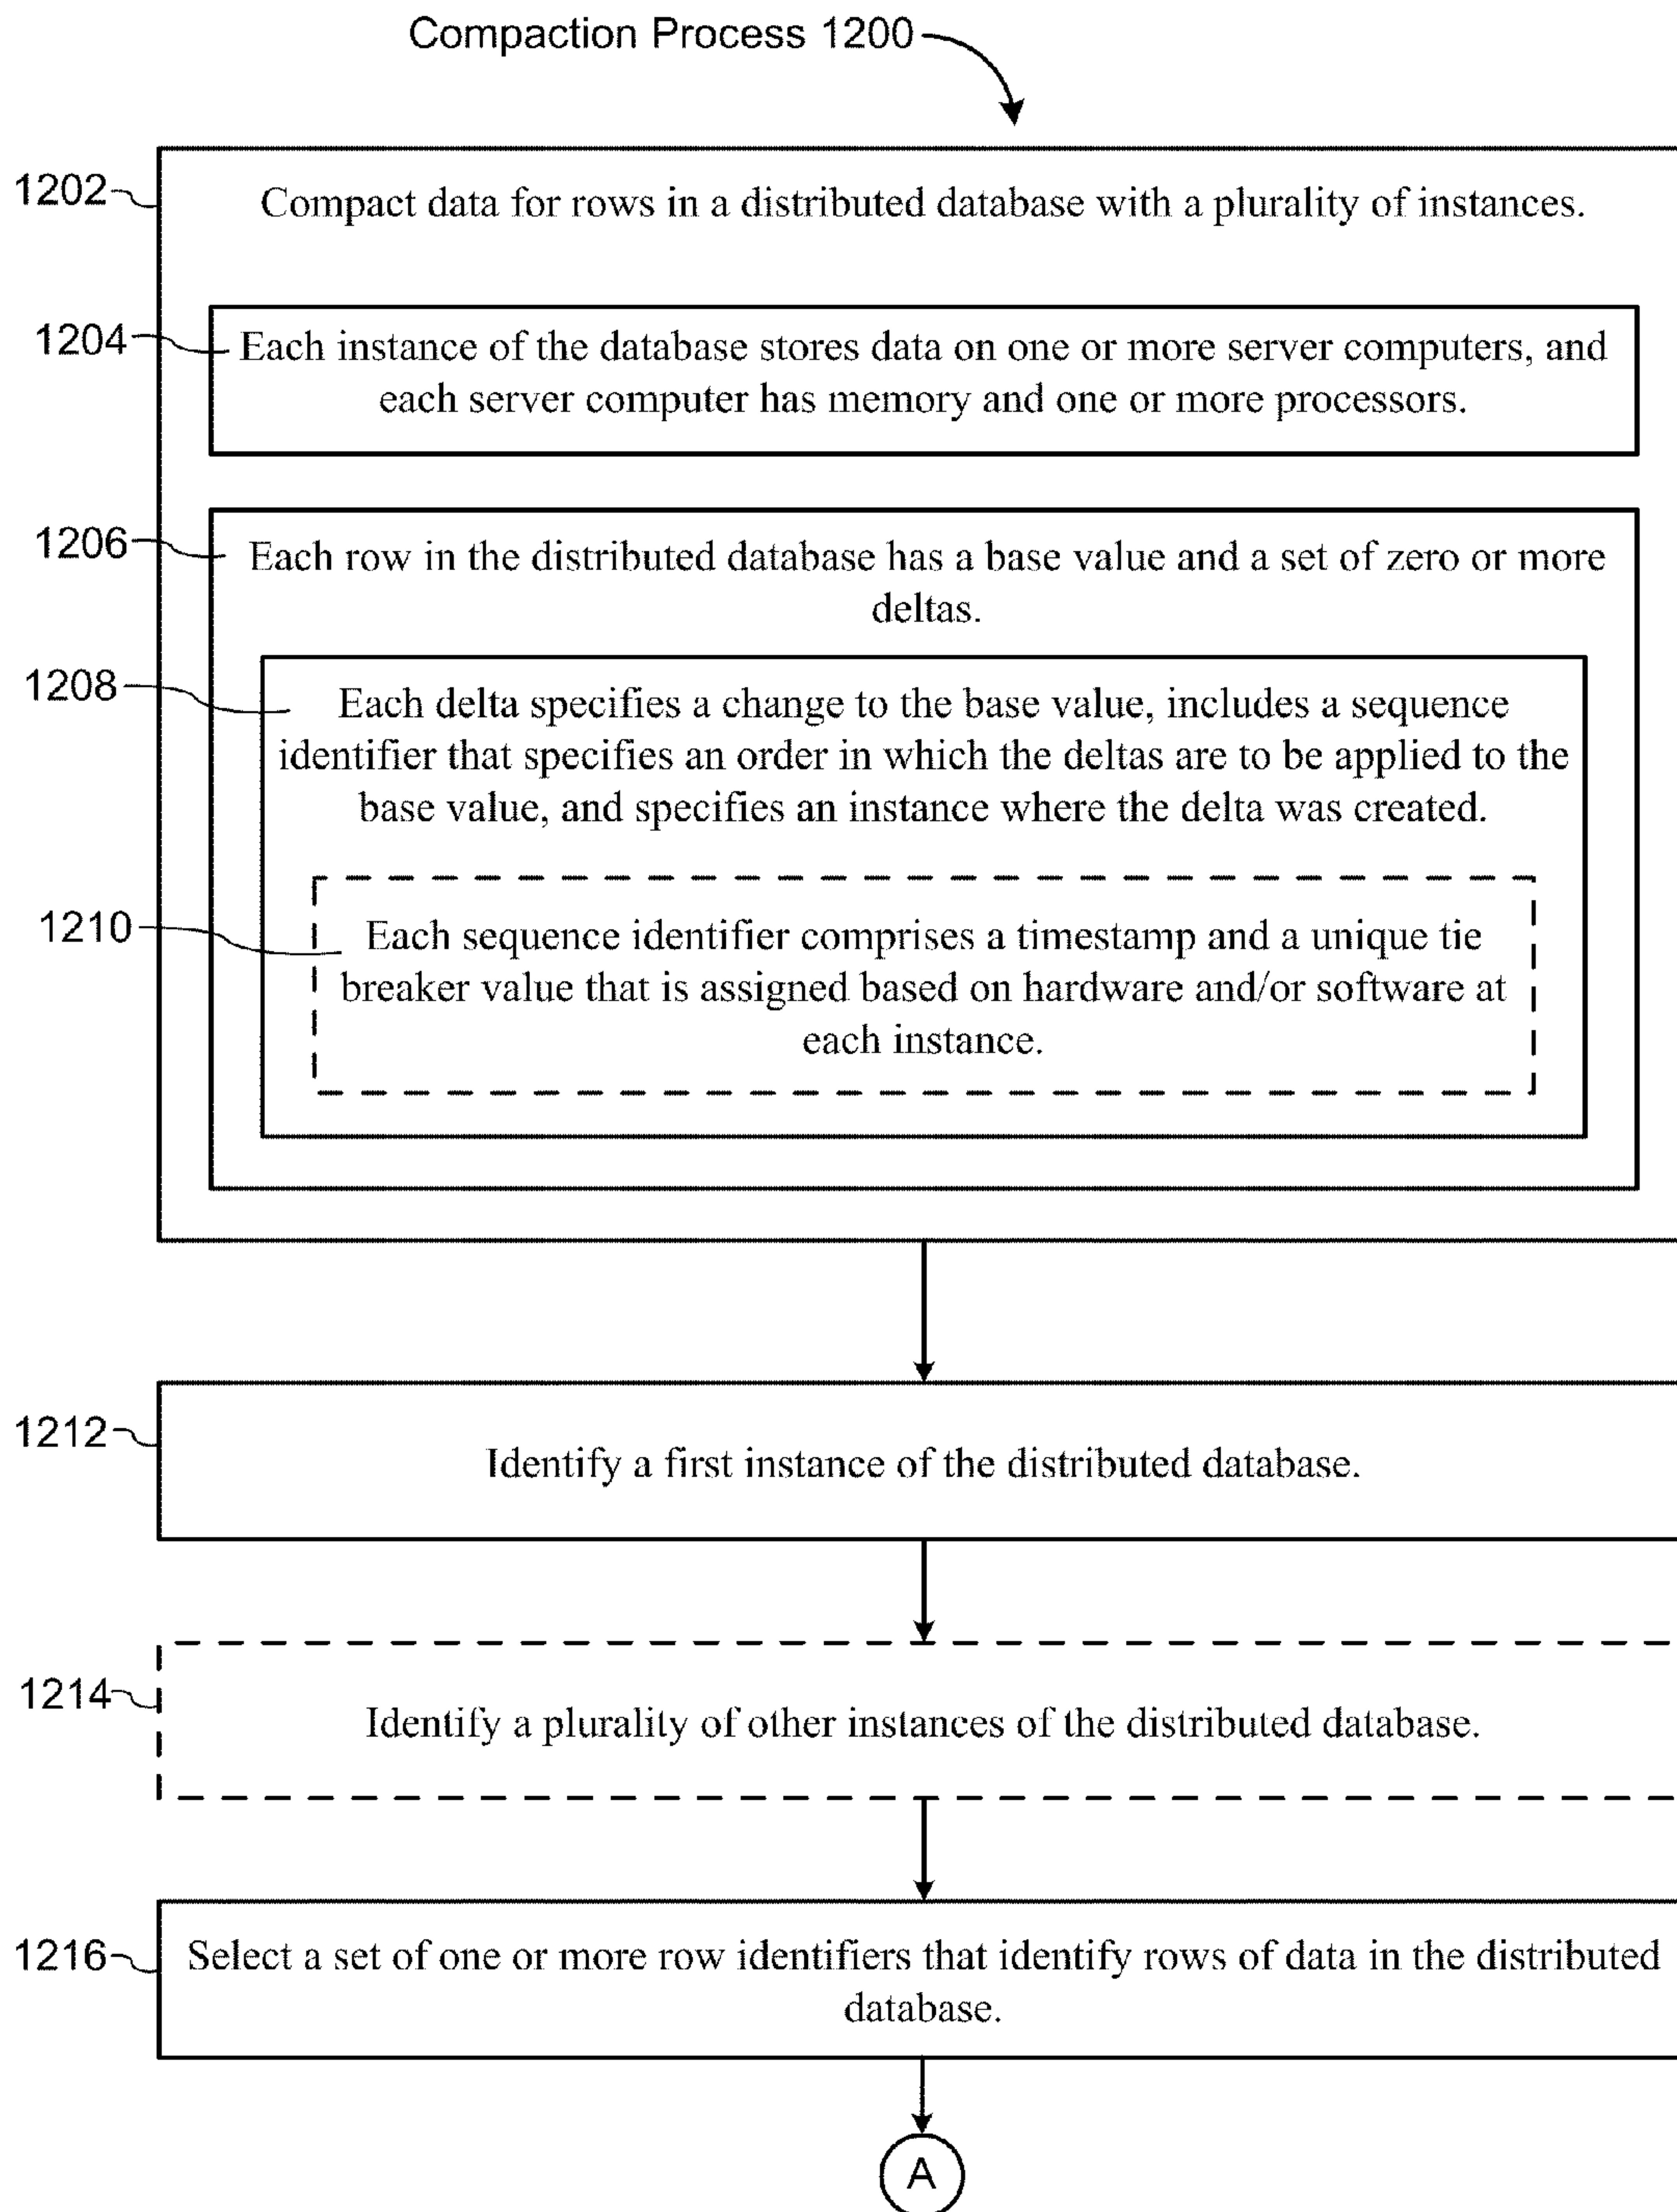 Compaction Process 1200
1202
Compact data for rows in a distributed database with a plurality of instances.
1204
Each instance of the database stores data on one or more server computers, and
each server computer has memory and one or more processors.
1206
Each row in the distributed database has a base value and a set of zero or more
deltas.
1208
Each delta specifies a change to the base value, includes a sequence
identifier that specifies an order in which the deltas are to be applied to the
base value, and specifies an instance where the delta was created.
1210
Each sequence identifier comprises a timestamp and a unique tie
breaker value that is assigned based on hardware and/or software at
each instance.
1212
Identify a first instance of the distributed database.
1214
Identify a plurality of other instances of the distributed database.
1216
Select a set of one or more row identifiers that identify rows of data in the distributed
database.
A